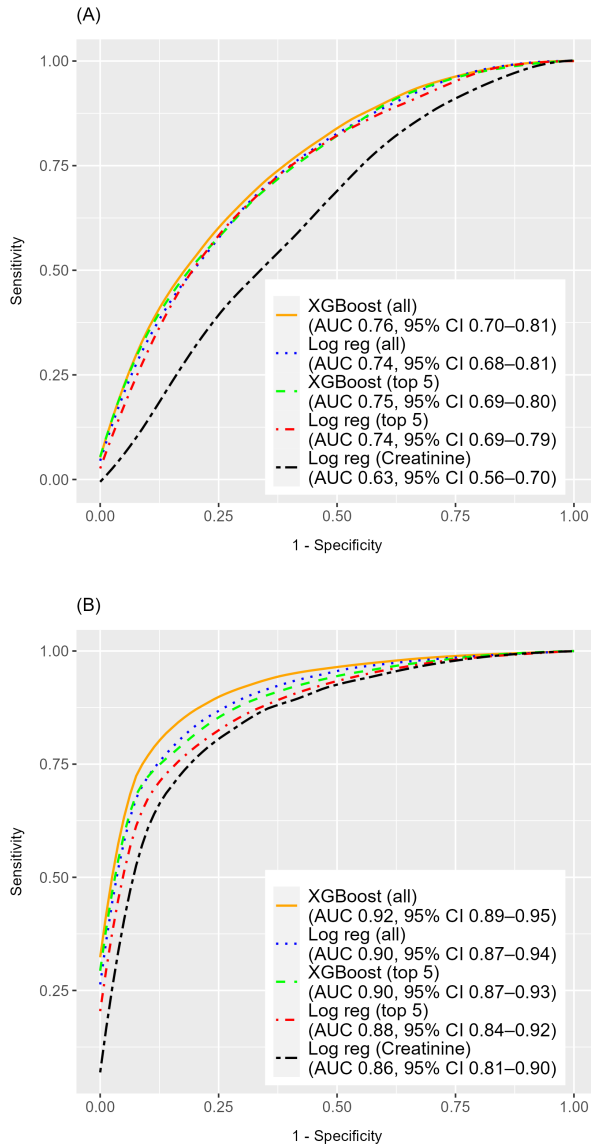 (A)
1.00
0.75
0.50
0.25
0.00
Sensitivity
XGBoost (all)
(AUC 0.76, 95% CI 0.70–0.81)
Log reg (all)
(AUC 0.74, 95% CI 0.68–0.81)
XGBoost (top 5)
(AUC 0.75, 95% CI 0.69–0.80)
Log reg (top 5)
(AUC 0.74, 95% CI 0.69–0.79)
Log reg (Creatinine)
(AUC 0.63, 95% CI 0.56–0.70)
0.00 0.25 0.50 0.75 1.00
1 - Specificity
(B)
1.00
0.75
0.50
0.25
Sensitivity
XGBoost (all)
(AUC 0.92, 95% CI 0.89–0.95)
Log reg (all)
(AUC 0.90, 95% CI 0.87–0.94)
XGBoost (top 5)
(AUC 0.90, 95% CI 0.87–0.93)
Log reg (top 5)
(AUC 0.88, 95% CI 0.84–0.92)
Log reg (Creatinine)
(AUC 0.86, 95% CI 0.81–0.90)
0.00 0.25 0.50 0.75 1.00
1 - Specificity